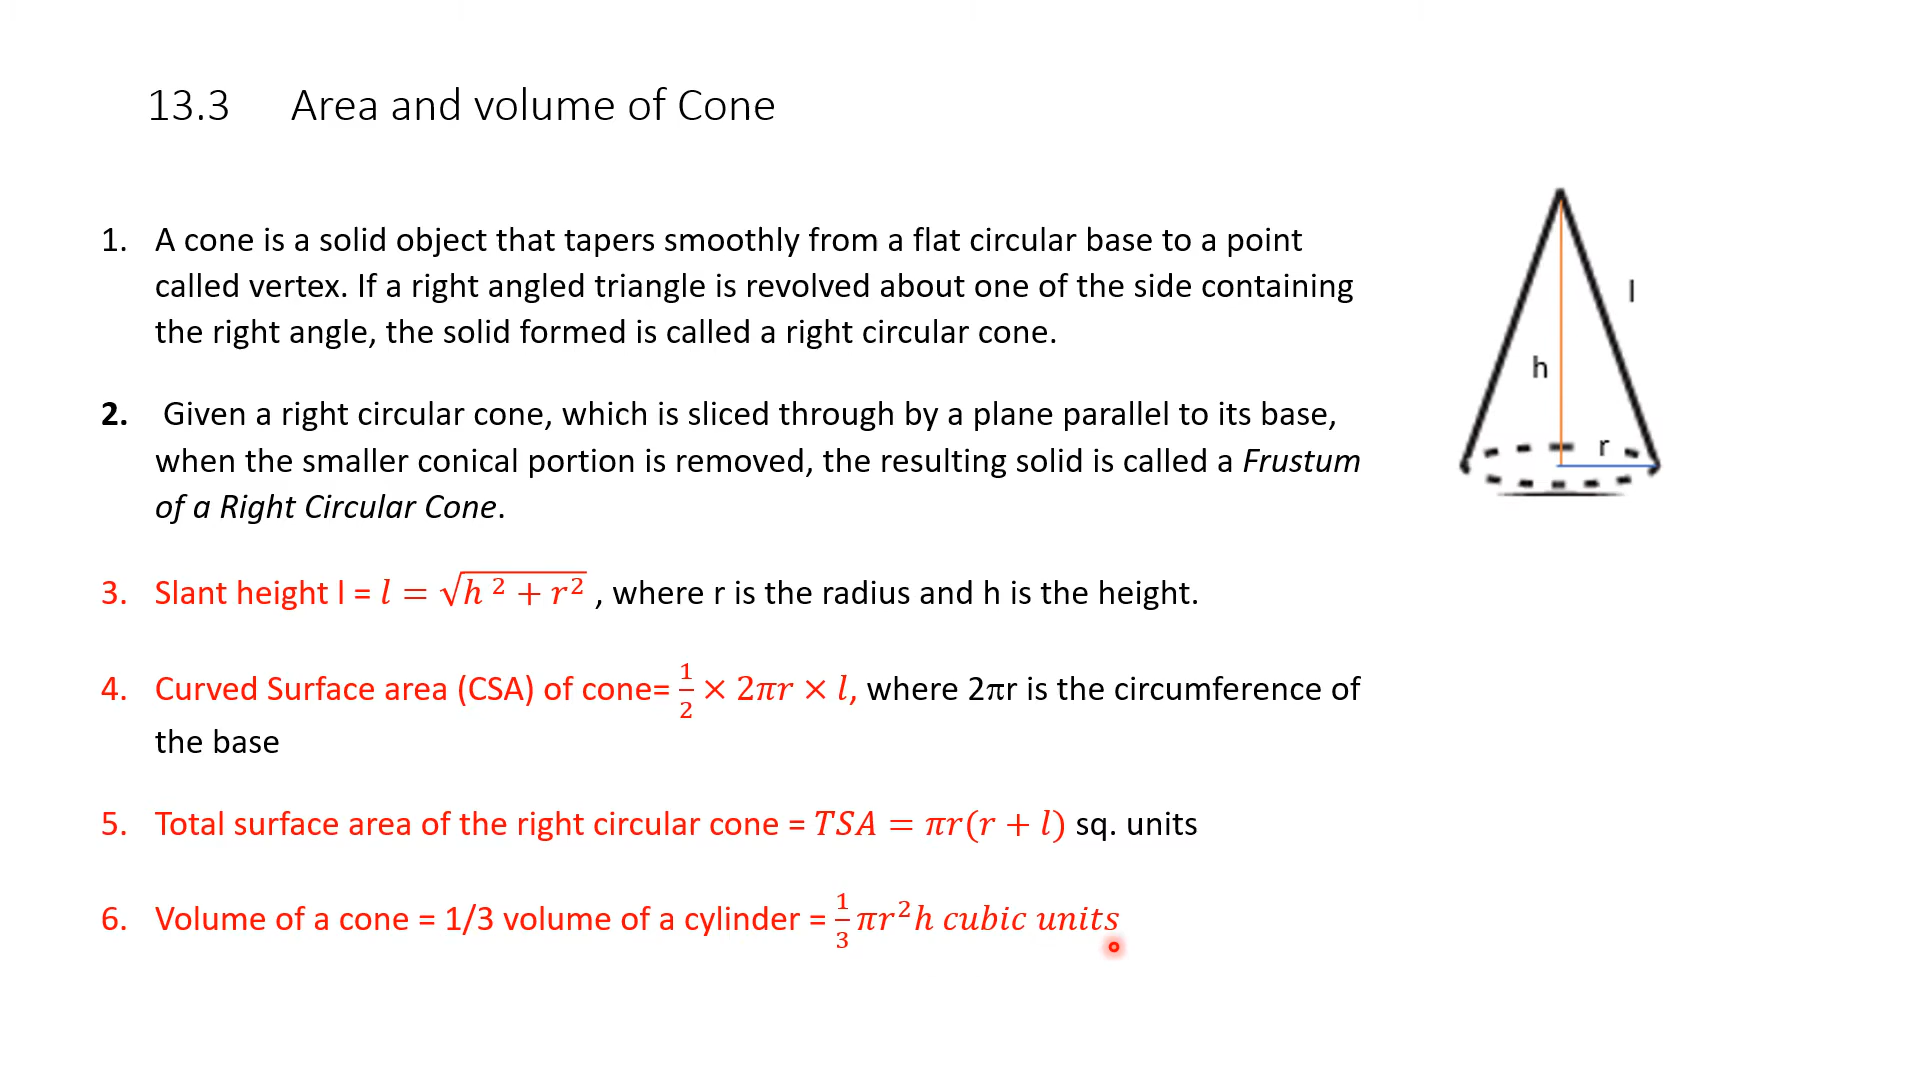 13.3 Area and volume of Cone
1. A cone is a solid object that tapers smoothly from a flat circular base to a point
called vertex. If a right angled triangle is revolved about one of the side containing
the right angle, the solid formed is called a right circular cone.
l
h
r
2. Given a right circular cone, which is sliced through by a plane parallel to its base,
when the smaller conical portion is removed, the resulting solid is called a Frustum
of a Right Circular Cone.
3. Slant height l = l = √(h² + r²) , where r is the radius and h is the height.
4. Curved Surface area (CSA) of cone= 1/2 × 2πr × l, where 2πr is the circumference of
the base
5. Total surface area of the right circular cone = TSA = πr(r + l) sq. units
6. Volume of a cone = 1/3 volume of a cylinder = 1/3 πr²h cubic units